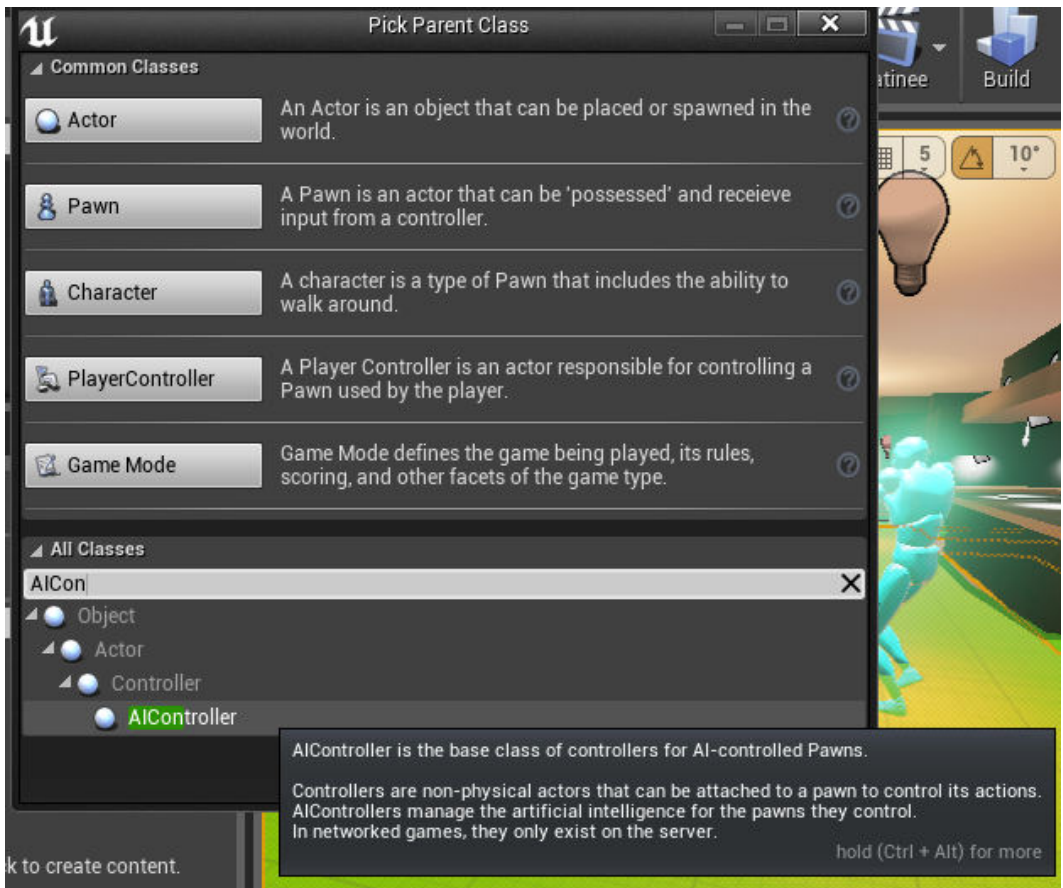 Pick Parent Class
Common Classes
Actor
An Actor is an object that can be placed or spawned in the
world.
Pawn
A Pawn is an actor that can be 'possessed' and receieve
input from a controller.
Character
A character is a type of Pawn that includes the ability to
walk around.
PlayerController
A Player Controller is an actor responsible for controlling a
Pawn used by the player.
Game Mode
Game Mode defines the game being played, its rules,
scoring, and other facets of the game type.
All Classes
AICon
Object
Actor
Controller
AIController
AIController is the base class of controllers for AI-controlled Pawns.
Controllers are non-physical actors that can be attached to a pawn to control its actions.
AIControllers manage the artificial intelligence for the pawns they control.
In networked games, they only exist on the server.
hold (Ctrl + Alt) for more
atinee
Build
5
10°
ck to create content.